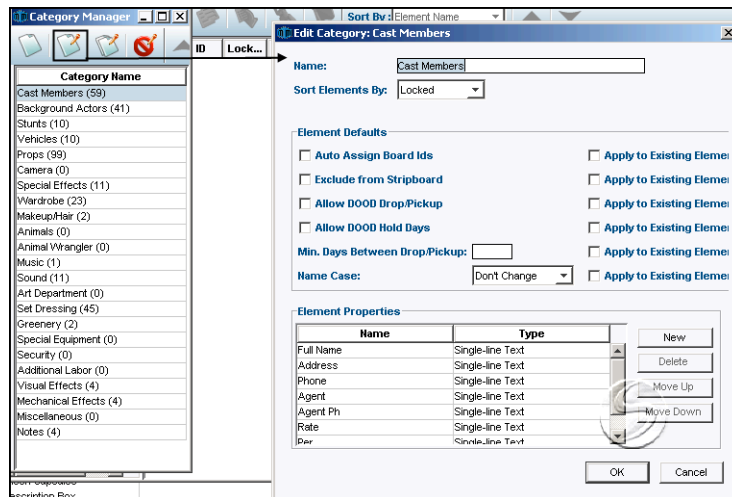 Category Manager
Category Name
Cast Members (59)
Background Actors (41)
Stunts (10)
Vehicles (10)
Props (99)
Camera (0)
Special Effects (11)
Wardrobe (23)
Makeup/Hair (2)
Animals (0)
Animal Wrangler (0)
Music (1)
Sound (11)
Art Department (0)
Set Dressing (45)
Greenery (2)
Special Equipment (0)
Security (0)
Additional Labor (0)
Visual Effects (4)
Mechanical Effects (4)
Miscellaneous (0)
Notes (4)
Sort By: Element Name
ID Lock...
Edit Category: Cast Members
Name: Cast Members
Sort Elements By: Locked
Element Defaults
Auto Assign Board Ids Apply to Existing Eleme
Exclude from Stripboard Apply to Existing Eleme
Allow DOOD Drop/Pickup Apply to Existing Eleme
Allow DOOD Hold Days Apply to Existing Eleme
Min. Days Between Drop/Pickup: Apply to Existing Eleme
Name Case: Don't Change Apply to Existing Eleme
Element Properties
Name Type
Full Name Single-line Text
Address Single-line Text
Phone Single-line Text
Agent Single-line Text
Agent Ph Single-line Text
Rate Single-line Text
Per Single-line Text
New
Delete
Move Up
Move Down
OK Cancel
scription Box